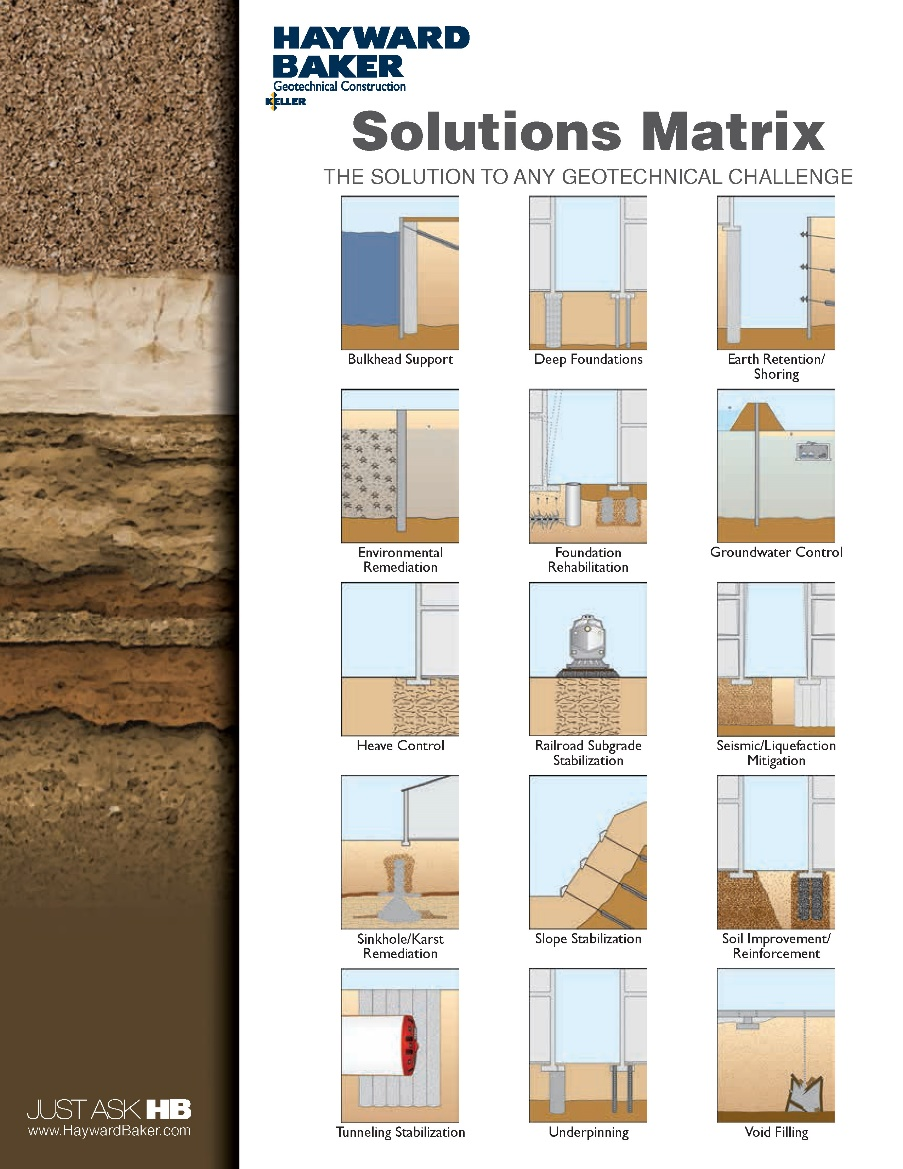 HAYWARD
BAKER
Geotechnical Construction
KELLER
Solutions Matrix
THE SOLUTION TO ANY GEOTECHNICAL CHALLENGE
Bulkhead Support
Deep Foundations
Earth Retention/
Shoring
Environmental
Remediation
Foundation
Rehabilitation
Groundwater Control
Heave Control
Railroad Subgrade
Stabilization
Seismic/Liquefaction
Mitigation
Sinkhole/Karst
Remediation
Slope Stabilization
Soil Improvement/
Reinforcement
Tunneling Stabilization
Underpinning
Void Filling
JUST ASK HB
www.HaywardBaker.com